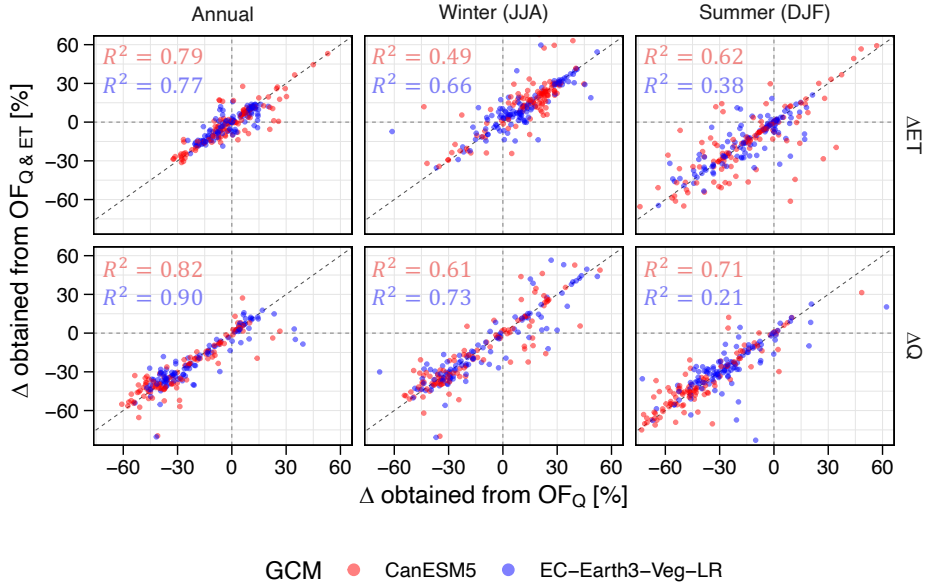 Annual Winter (JJA) Summer (DJF)
Δ obtained from OF_Q & ET [%]
60
30
0
−30
−60
R² = 0.79
R² = 0.77
R² = 0.49
R² = 0.66
R² = 0.62
R² = 0.38
ΔET
60
30
0
−30
−60
R² = 0.82
R² = 0.90
R² = 0.61
R² = 0.73
R² = 0.71
R² = 0.21
ΔQ
−60 −30 0 30 60 −60 −30 0 30 60 −60 −30 0 30 60
Δ obtained from OF_Q [%]
GCM CanESM5 EC−Earth3−Veg−LR